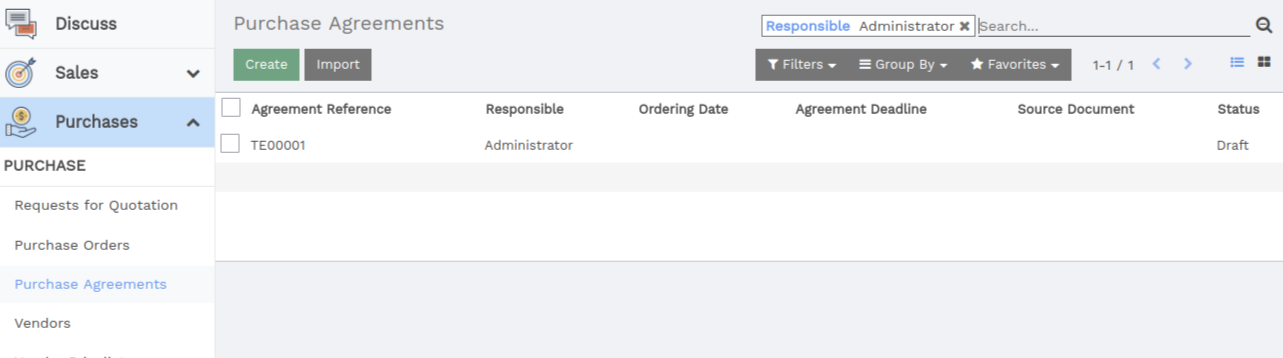 Discuss
Sales
Purchases
PURCHASE
Requests for Quotation
Purchase Orders
Purchase Agreements
Vendors
Purchase Agreements
Responsible Administrator ✖ Search...
Create Import
Filters Group By Favorites 1-1 / 1
Agreement Reference Responsible Ordering Date Agreement Deadline Source Document Status
TE00001 Administrator Draft